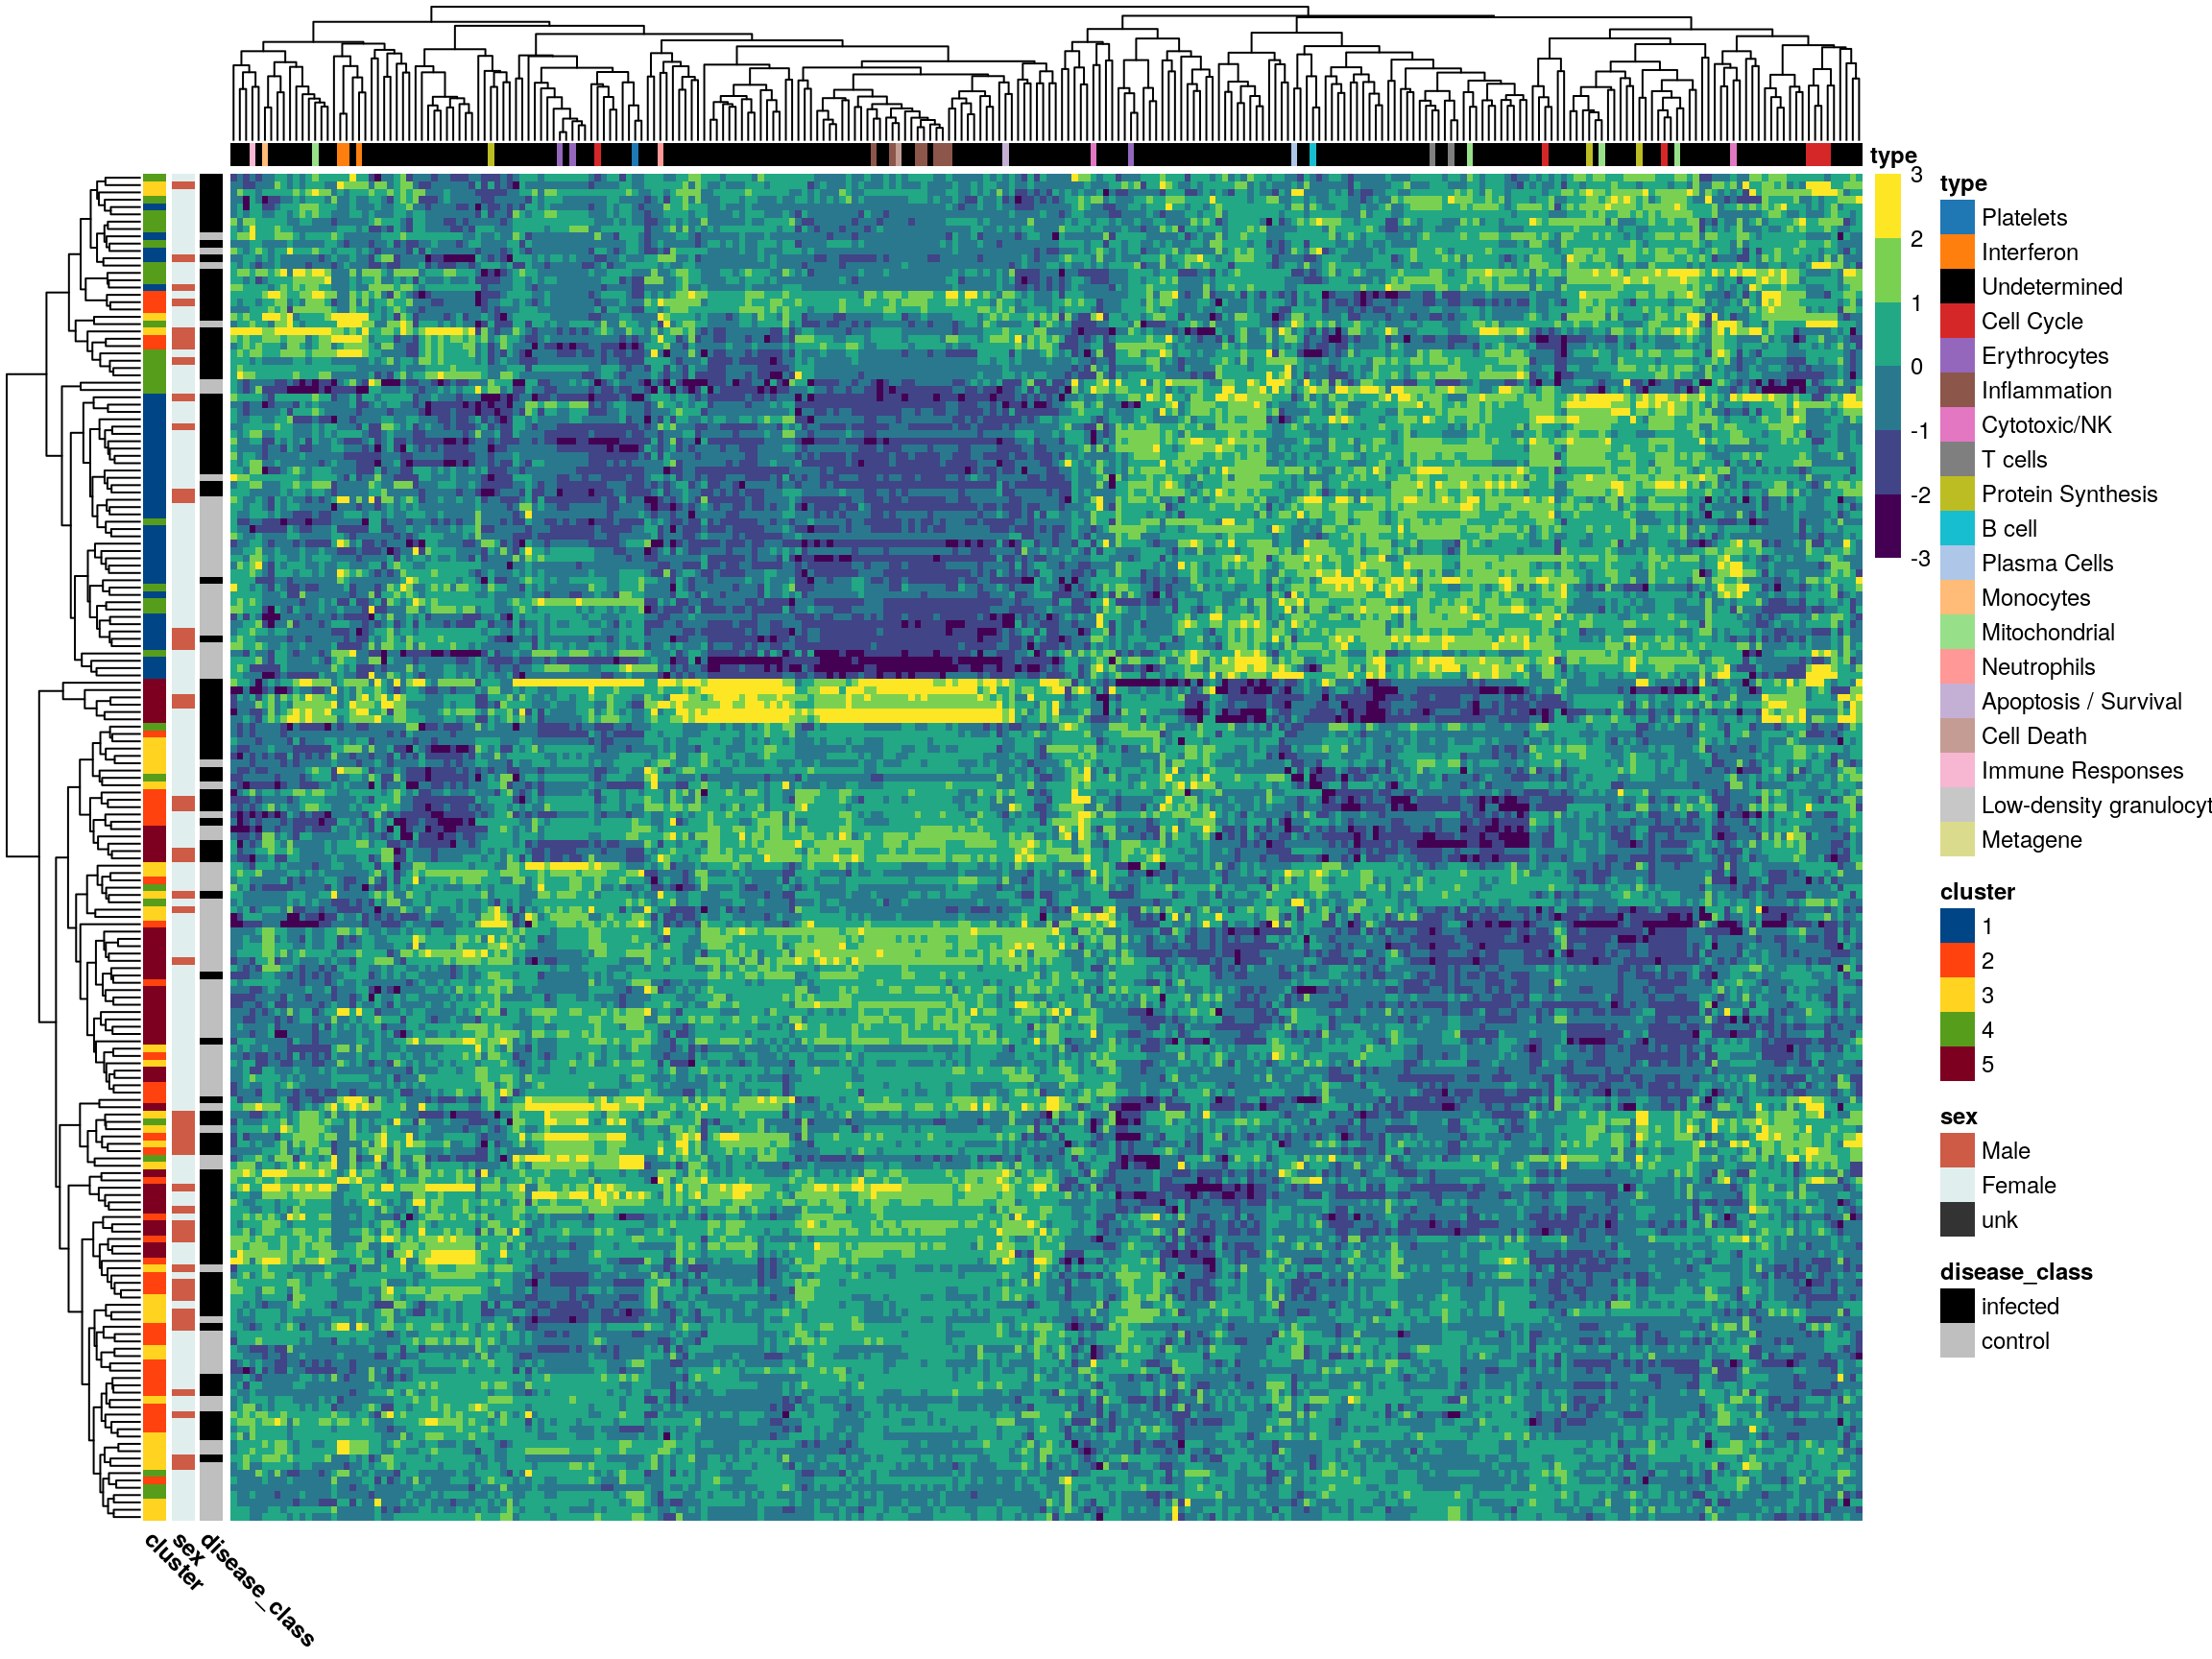 type
3
2
1
0
-1
-2
-3
type
Platelets
Interferon
Undetermined
Cell Cycle
Erythrocytes
Inflammation
Cytotoxic/NK
T cells
Protein Synthesis
B cell
Plasma Cells
Monocytes
Mitochondrial
Neutrophils
Apoptosis / Survival
Cell Death
Immune Responses
Low-density granulocyt
Metagene
cluster
1
2
3
4
5
sex
Male
Female
unk
disease_class
infected
control
cluster
sex
disease_class